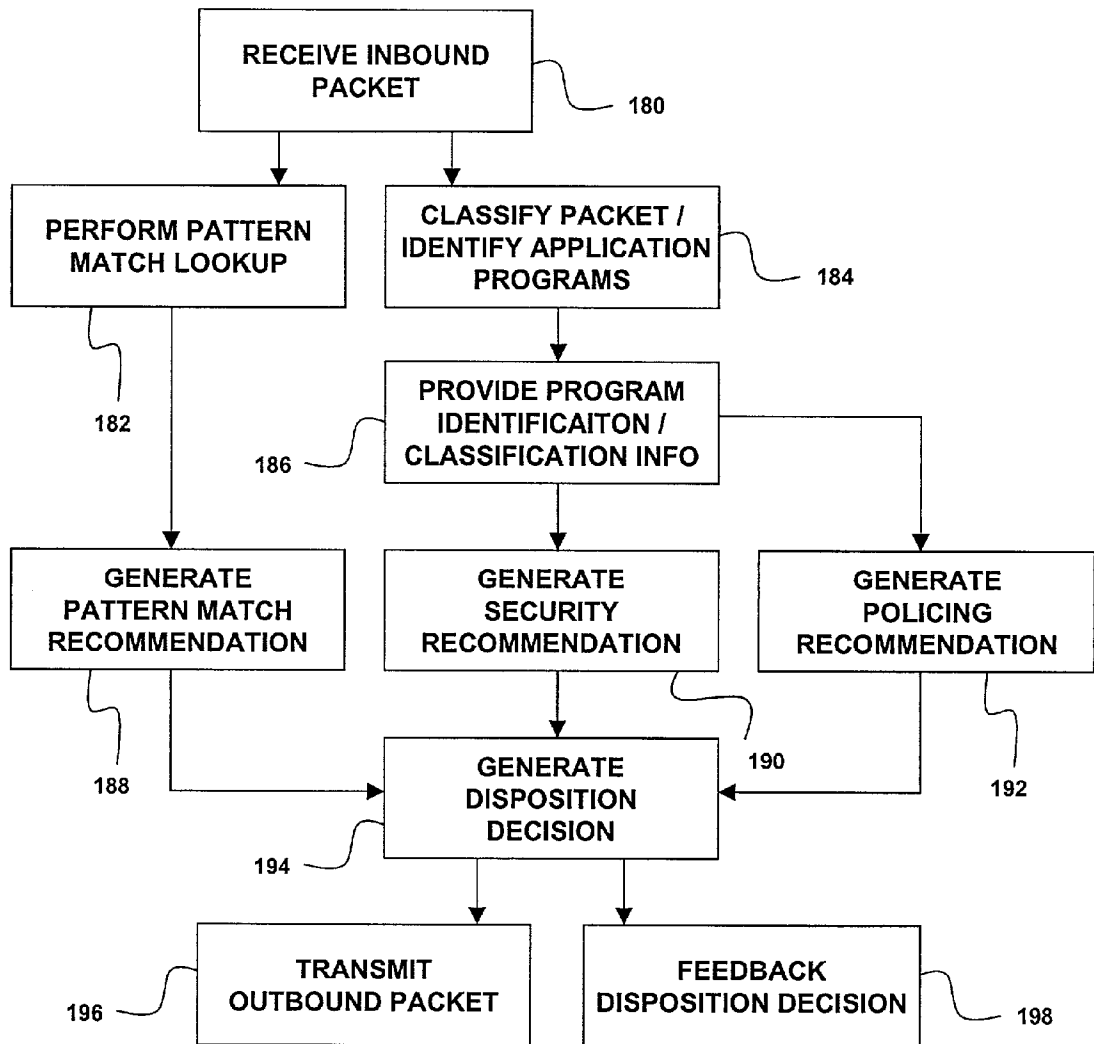 RECEIVE INBOUND
PACKET
180
PERFORM PATTERN
MATCH LOOKUP
182
CLASSIFY PACKET /
IDENTIFY APPLICATION
PROGRAMS
184
PROVIDE PROGRAM
IDENTIFICAITON /
CLASSIFICATION INFO
186
GENERATE
PATTERN MATCH
RECOMMENDATION
188
GENERATE
SECURITY
RECOMMENDATION
190
GENERATE
POLICING
RECOMMENDATION
192
GENERATE
DISPOSITION
DECISION
194
TRANSMIT
OUTBOUND PACKET
196
FEEDBACK
DISPOSITION DECISION
198